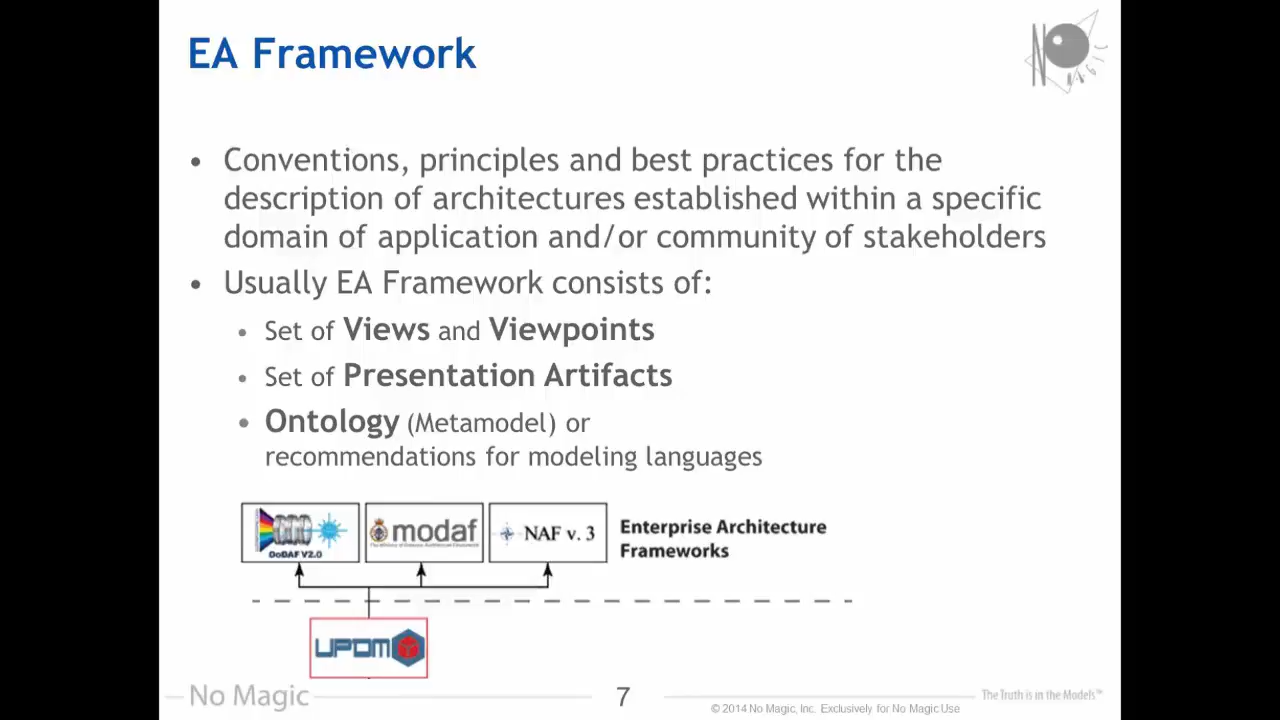 EA Framework
NO MAGIC
• Conventions, principles and best practices for the
description of architectures established within a specific
domain of application and/or community of stakeholders
• Usually EA Framework consists of:
• Set of Views and Viewpoints
• Set of Presentation Artifacts
• Ontology (Metamodel) or
recommendations for modeling languages
DoDAF V2.0
modaf
NAF v. 3
Enterprise Architecture
Frameworks
UPDM
No Magic
7
© 2014 No Magic, Inc. Exclusively for No Magic Use
The Truth is in the Models™